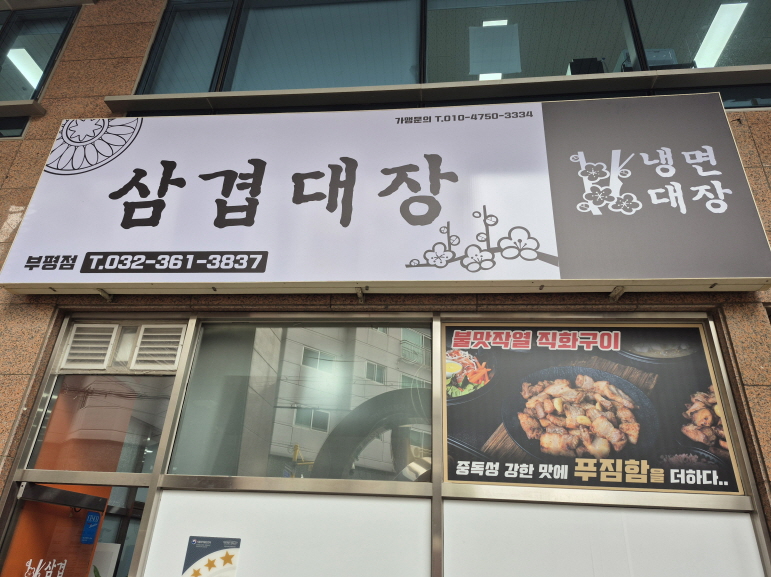 가맹문의 T.010-4750-3334
삼겹대장
냉면
대장
부평점 T.032-361-3837
불맛작열 직화구이
중독성 강한 맛에 푸짐함을 더하다..
삼겹